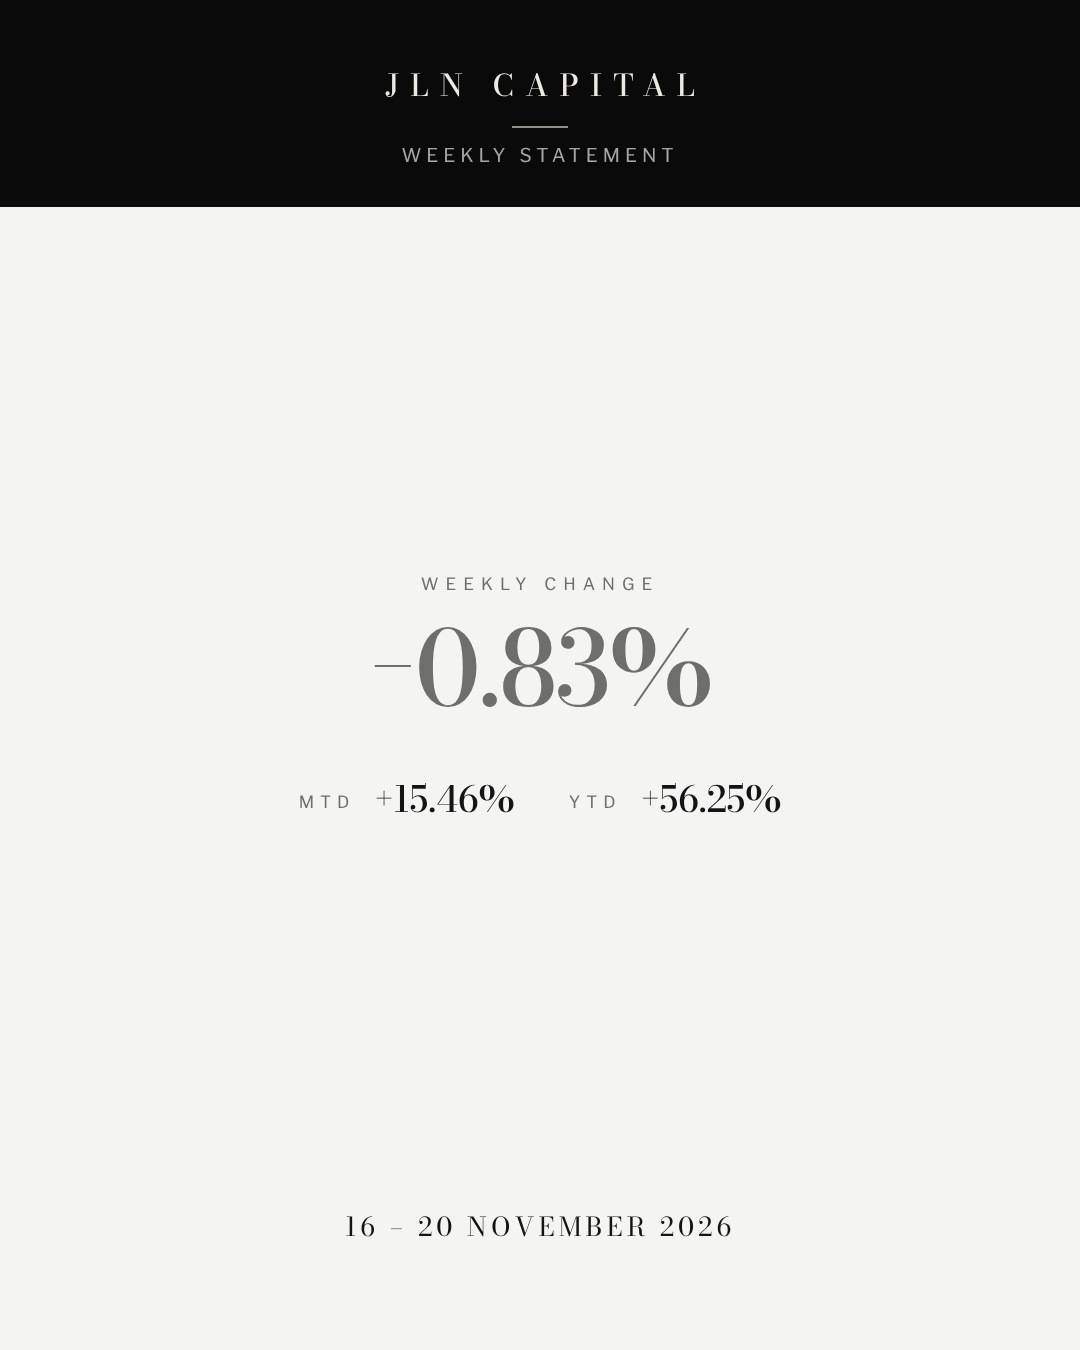 JLN CAPITAL
WEEKLY STATEMENT
WEEKLY CHANGE
−0.83%
MTD +15.46% YTD +56.25%
16 – 20 NOVEMBER 2026